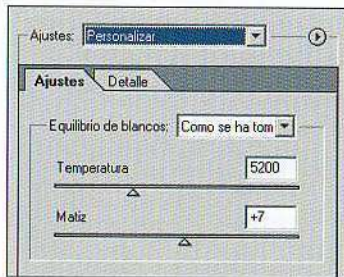 Ajustes: Personalizar
Ajustes Detalle
Equilibrio de blancos: Como se ha tom
Temperatura 5200
Matiz +7